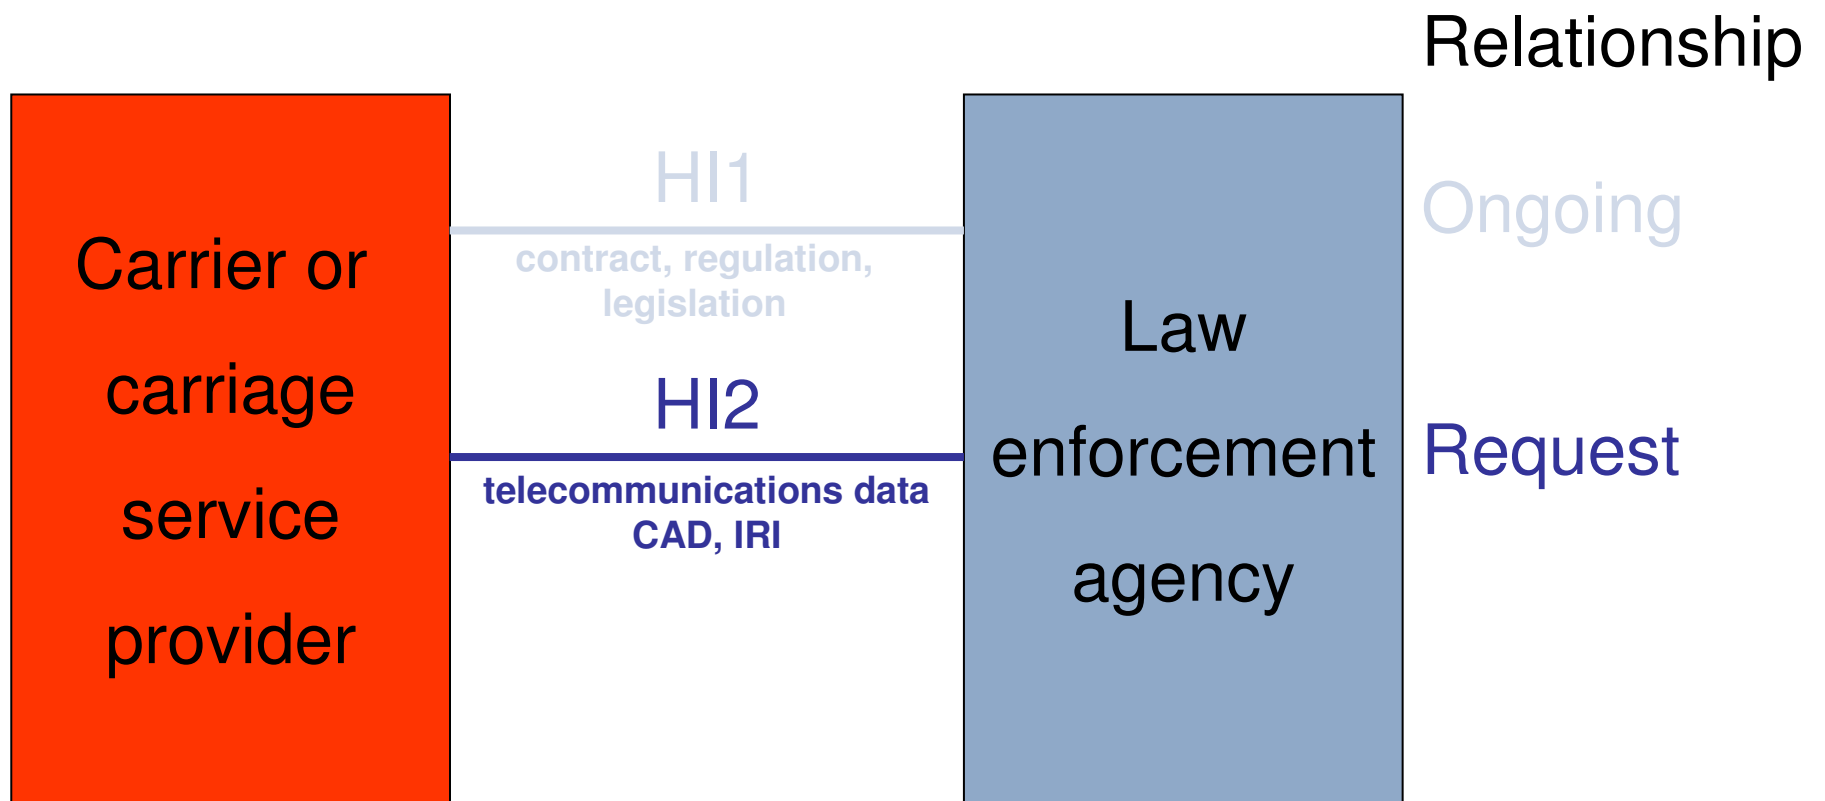 Relationship
HI1
Ongoing
contract, regulation,
legislation
Carrier or
carriage
service
provider
Law
enforcement
agency
HI2
Request
telecommunications data
CAD, IRI